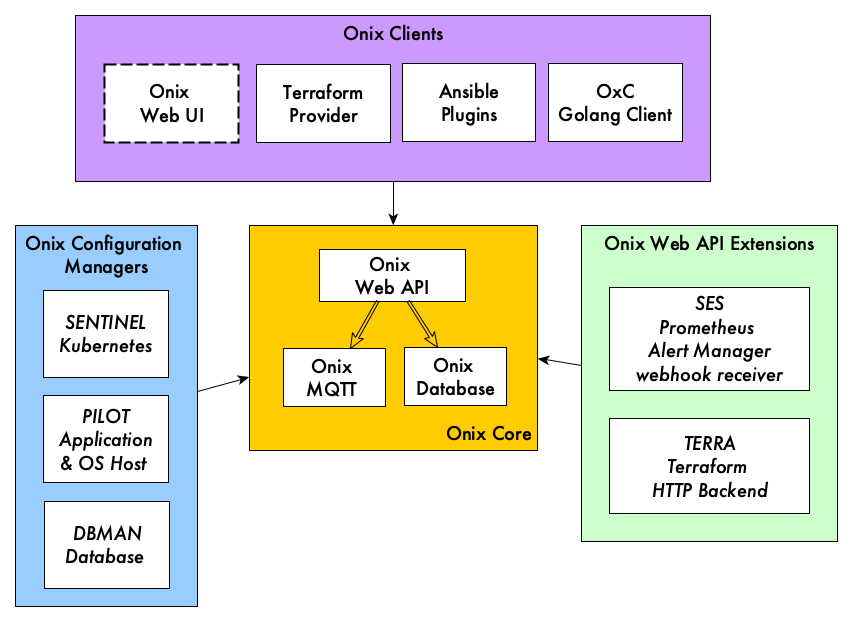 Onix Clients
Onix
Web UI
Terraform
Provider
Ansible
Plugins
OxC
Golang Client
Onix Configuration
Managers
SENTINEL
Kubernetes
PILOT
Application
& OS Host
DBMAN
Database
Onix
Web API
Onix
MQTT
Onix
Database
Onix Core
Onix Web API Extensions
SES
Prometheus
Alert Manager
webhook receiver
TERRA
Terraform
HTTP Backend